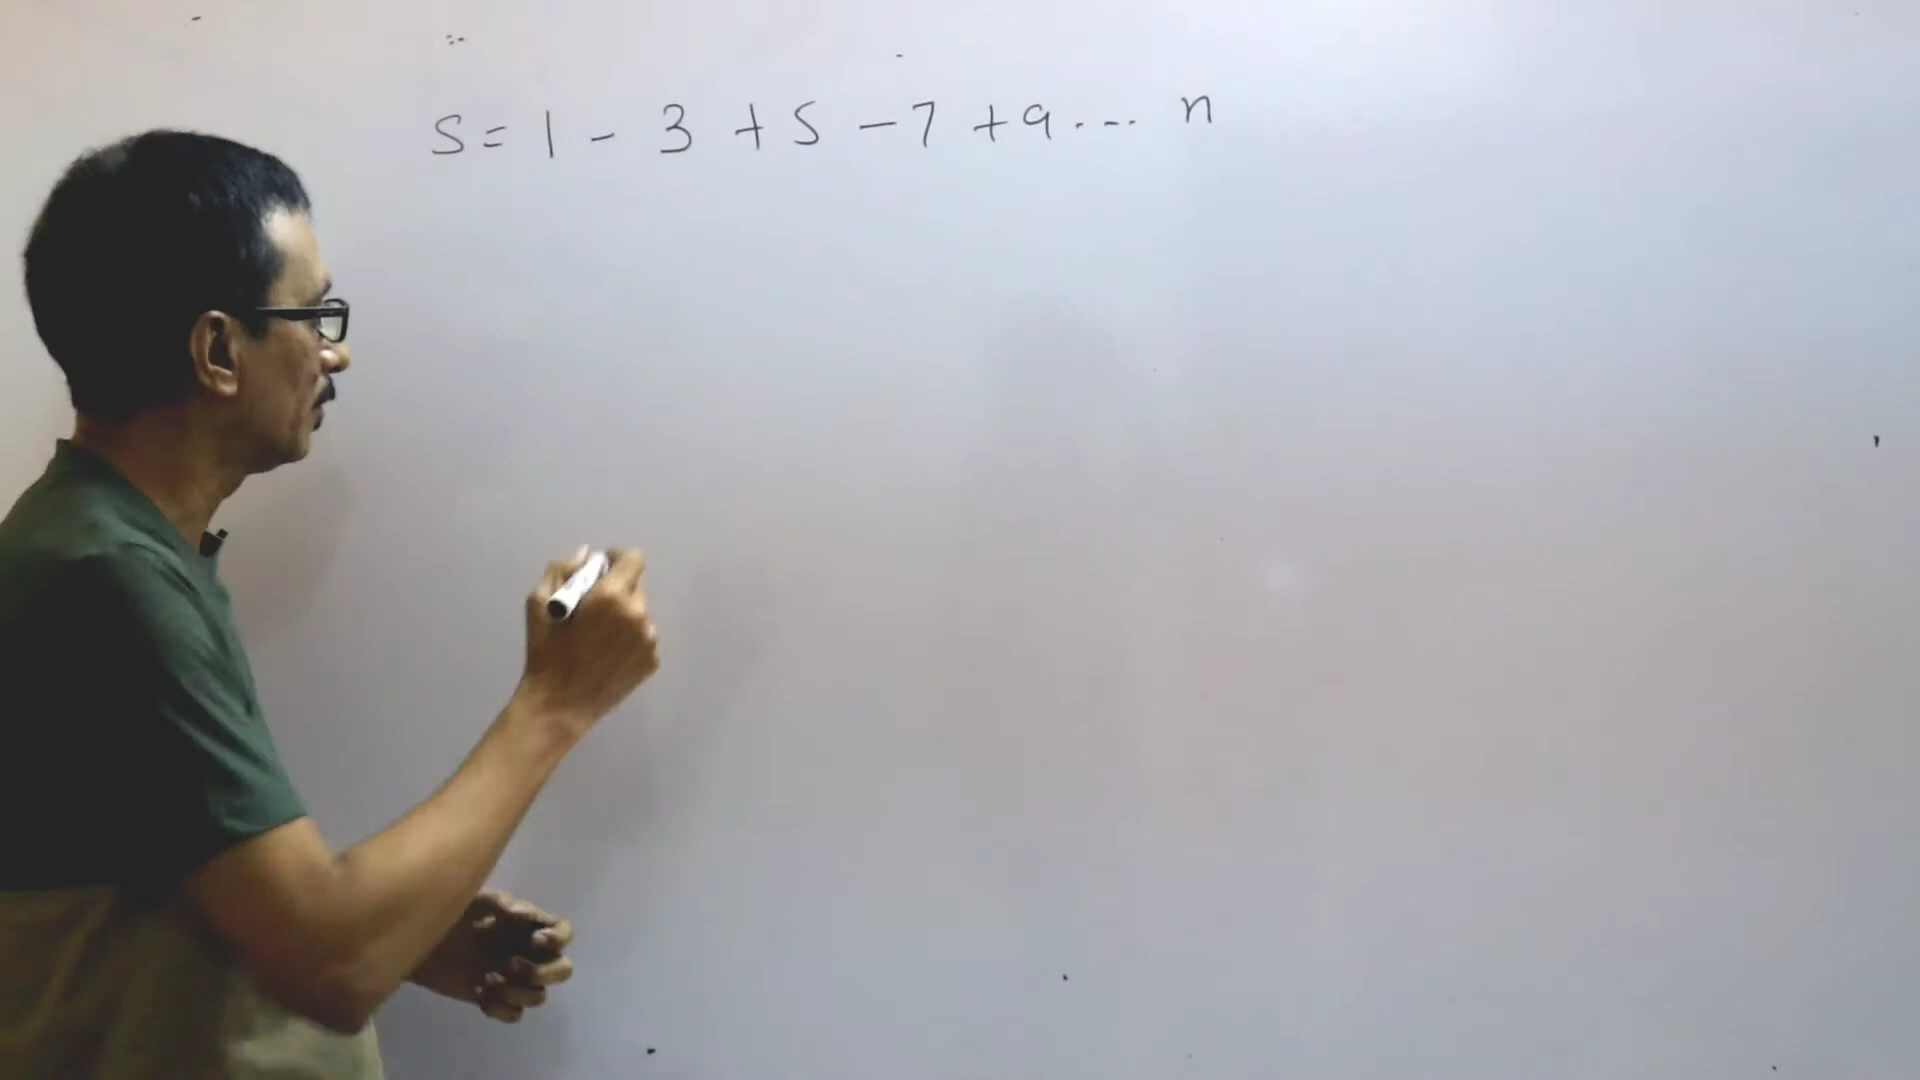 S = 1 - 3 + 5 - 7 + 9 ... n